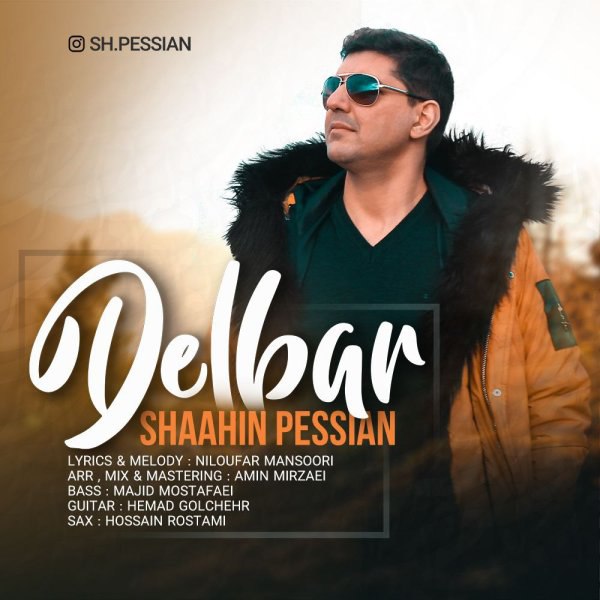 SH.PESSIAN
Delbar
SHAAHIN PESSIAN
LYRICS & MELODY : NILOUFAR MANSOORI
ARR , MIX & MASTERING : AMIN MIRZAEI
BASS : MAJID MOSTAFAEI
GUITAR : HEMAD GOLCHEHR
SAX : HOSSAIN ROSTAMI